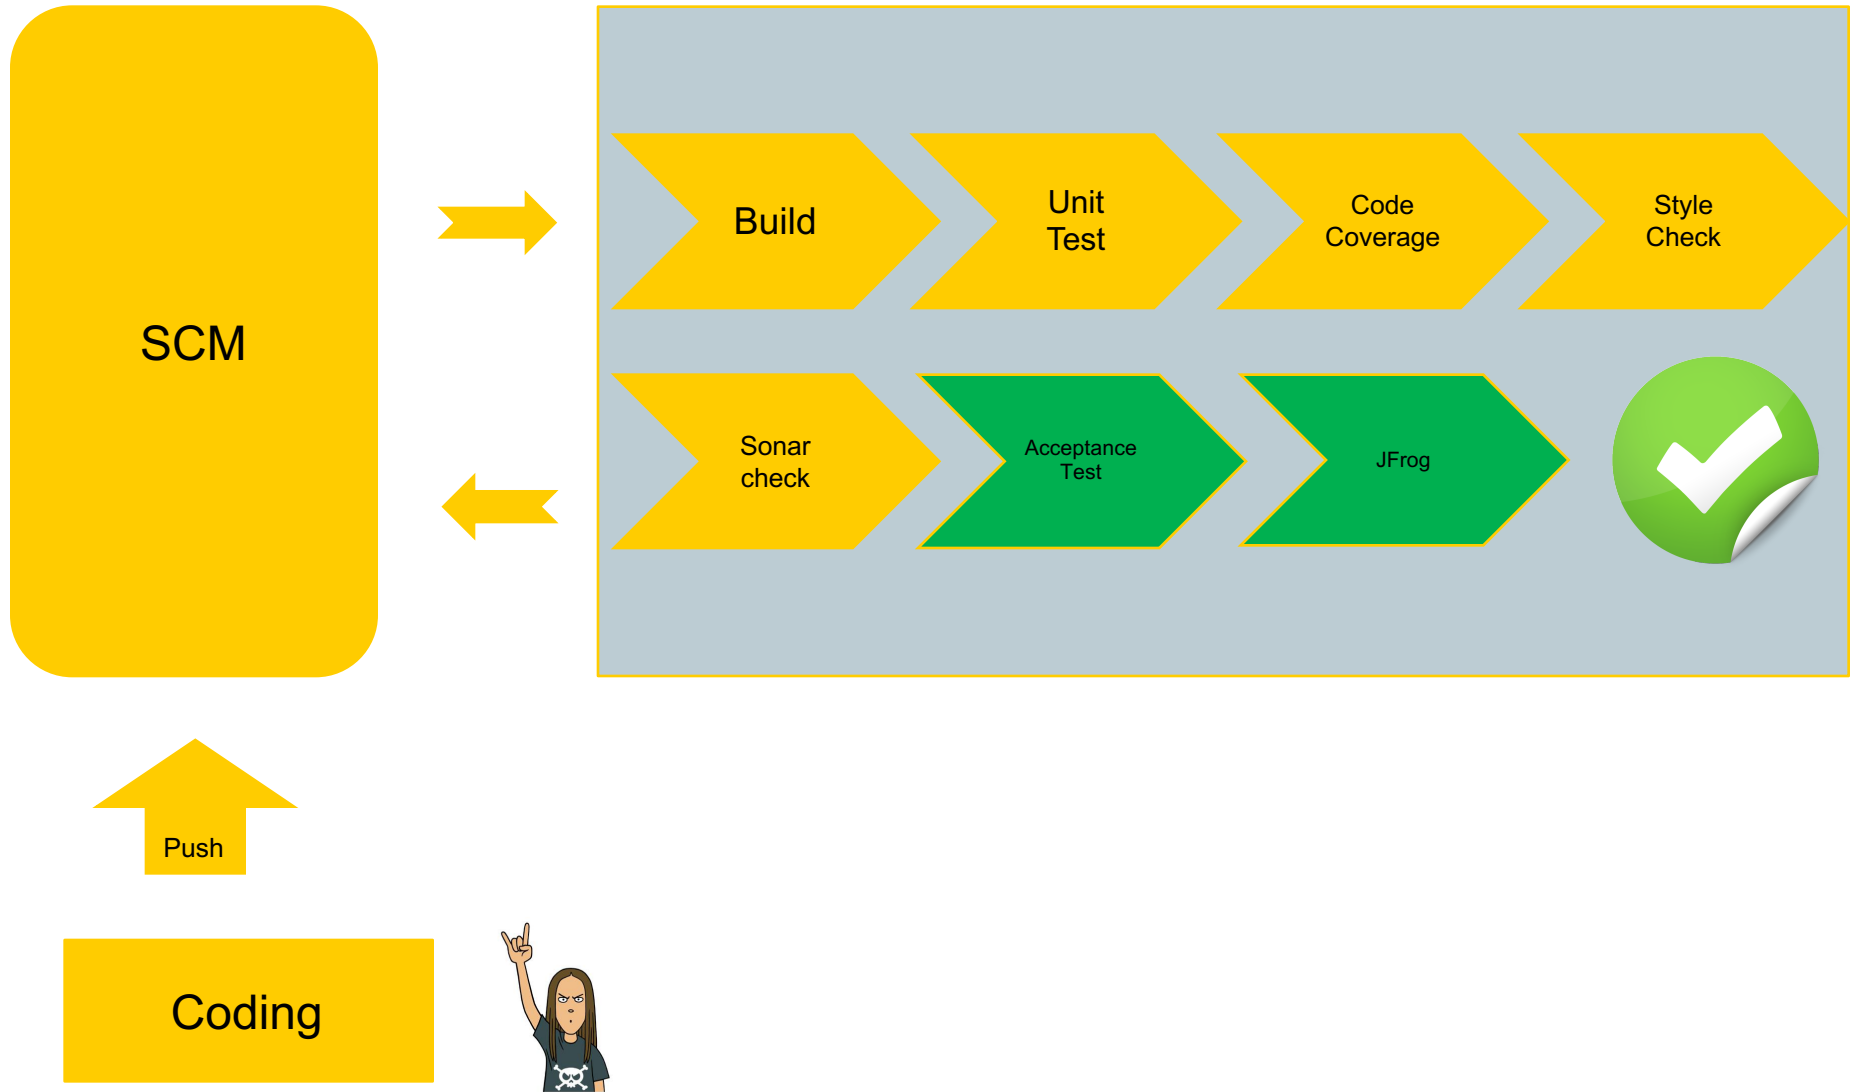 SCM
Build
Unit
Test
Code
Coverage
Style
Check
Sonar
check
Acceptance
Test
JFrog
Push
Coding